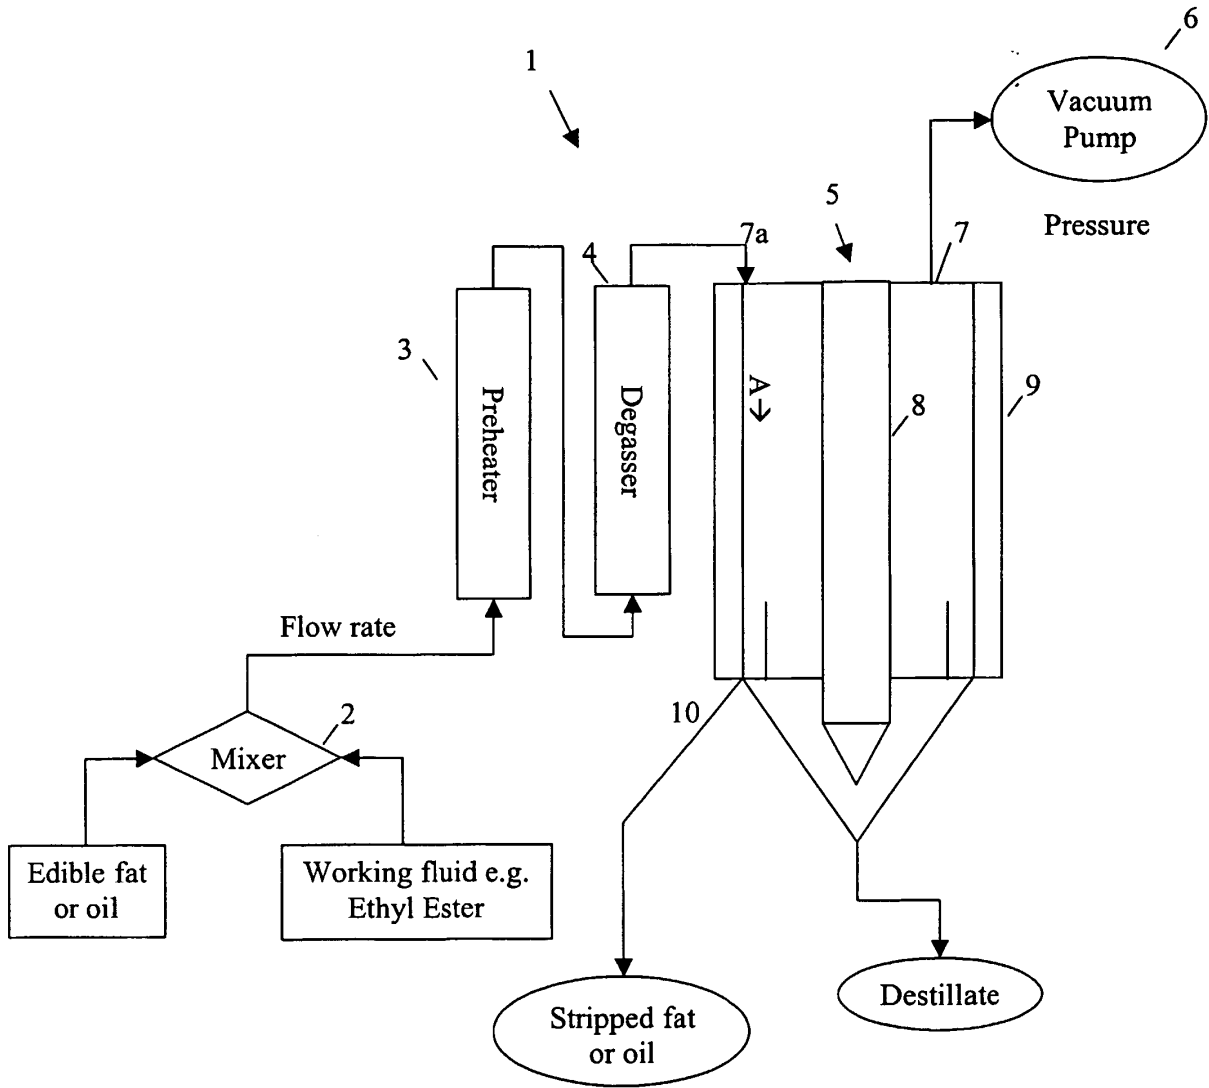 6
1
Vacuum
Pump
5
Pressure
7a
7
4
3
Preheater
Degasser
A
8
9
Flow rate
2
10
Mixer
Edible fat
or oil
Working fluid e.g.
Ethyl Ester
Destillate
Stripped fat
or oil